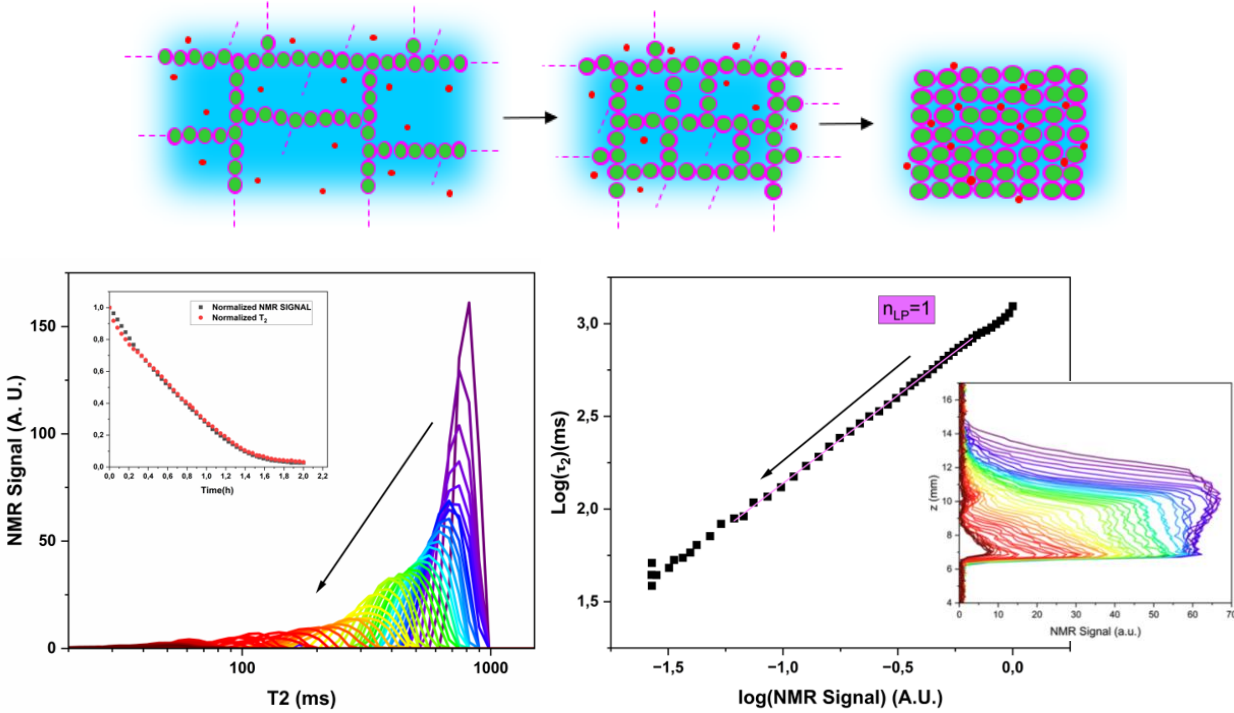 150
100
50
0
100
1000
NMR Signal (A. U.)
T2 (ms)
1,0
0,8
0,6
0,4
0,2
0,0
0,0 0,2 0,4 0,6 0,8 1,0 1,2 1,4 1,6 1,8 2,0 2,2
Time(h)
Normalized NMR SIGNAL
Normalized T₂
3,0
2,5
2,0
1,5
−1,5 −1,0 −0,5 0,0
Log(τ₂)(ms)
log(NMR Signal) (A.U.)
n_LP=1
16
14
12
10
8
6
4
0 10 20 30 40 50 60 70
z (mm)
NMR Signal (a.u.)